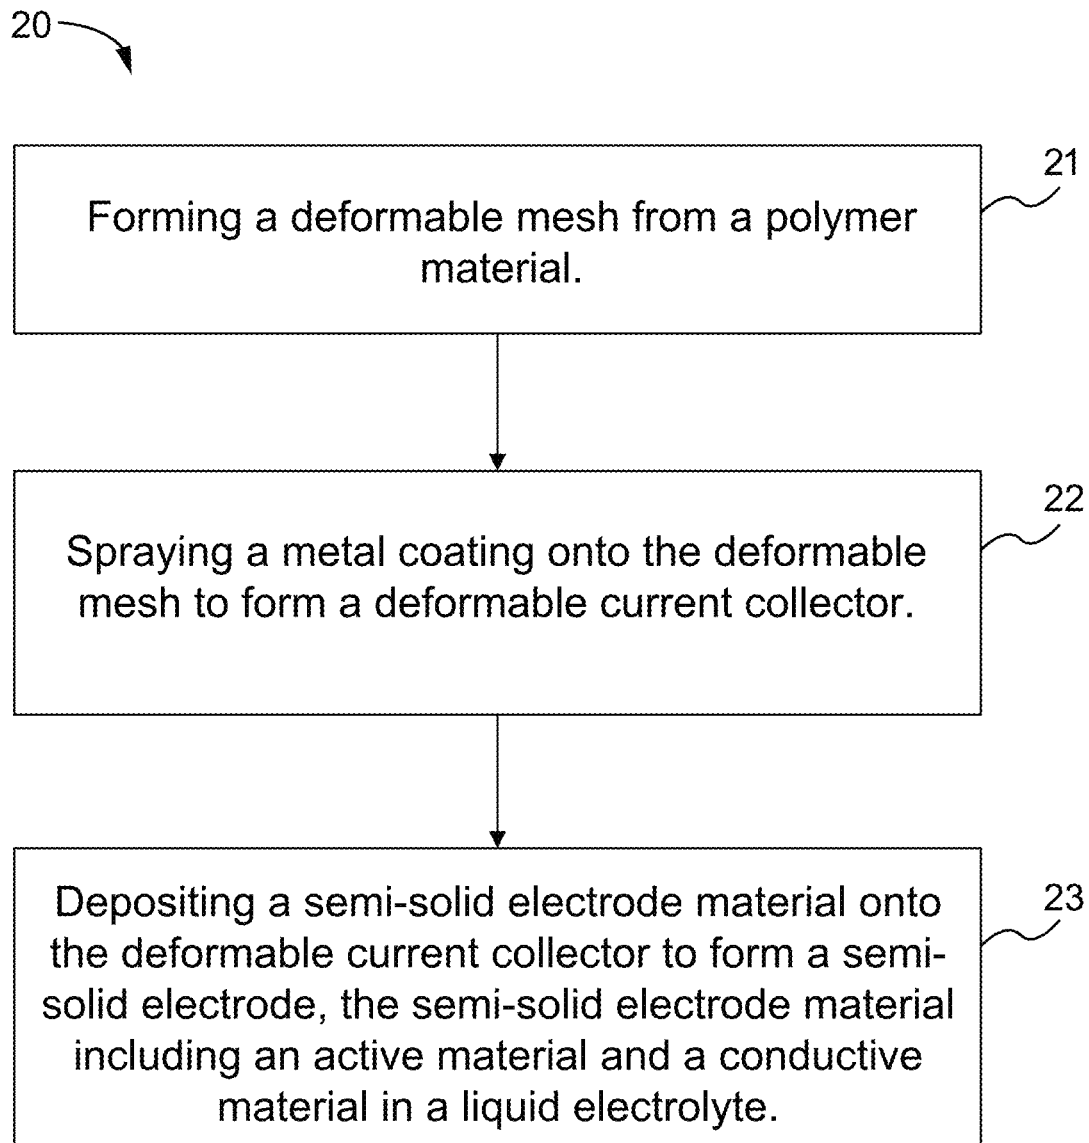 20
21
Forming a deformable mesh from a polymer
material.
22
Spraying a metal coating onto the deformable
mesh to form a deformable current collector.
23
Depositing a semi-solid electrode material onto
the deformable current collector to form a semi-
solid electrode, the semi-solid electrode material
including an active material and a conductive
material in a liquid electrolyte.